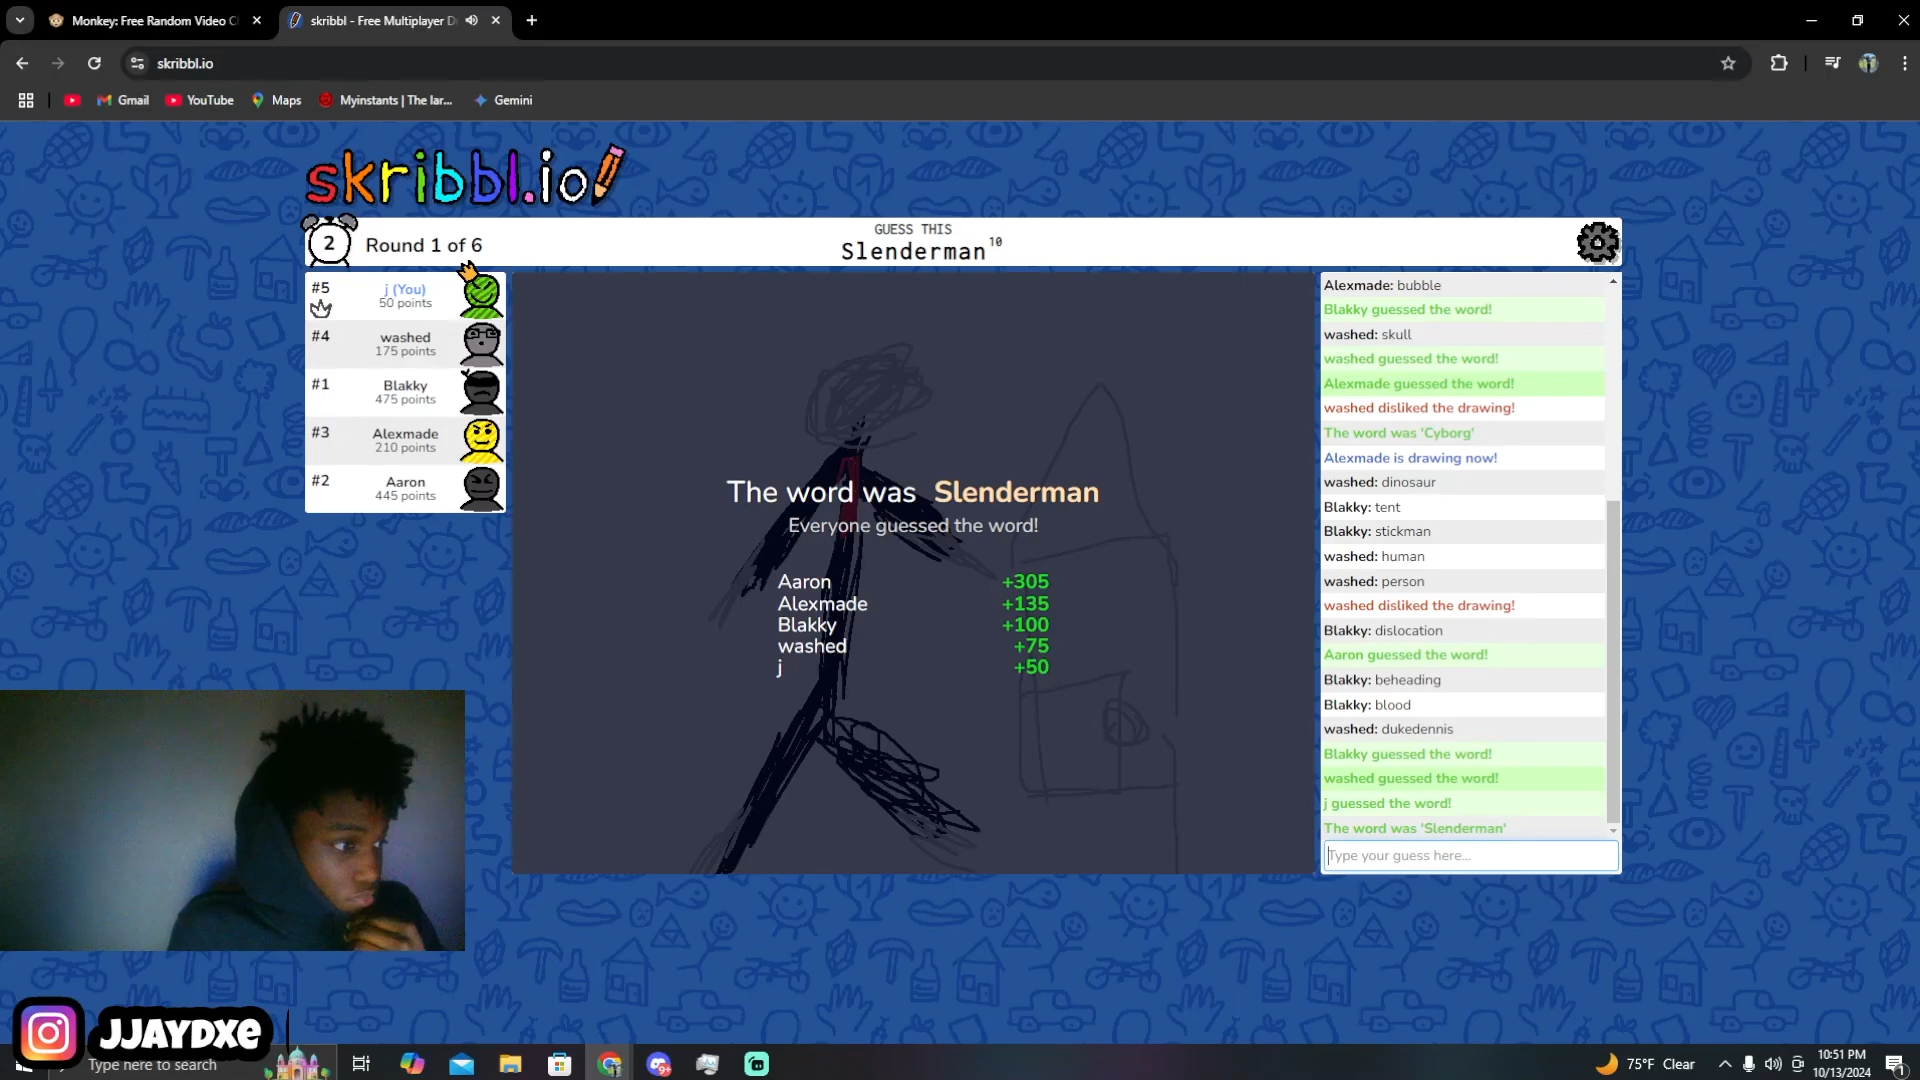 Monkey: Free Random Video C
skribbl - Free Multiplayer D
skribbl.io
Gmail
YouTube
Maps
Myinstants | The lar...
Gemini
skribbl.io
2
Round 1 of 6
GUESS THIS
Slenderman 10
#5
j (You)
50 points
#4
washed
175 points
#1
Blakky
475 points
#3
Alexmade
210 points
#2
Aaron
445 points
The word was Slenderman
Everyone guessed the word!
Aaron +305
Alexmade +135
Blakky +100
washed +75
j +50
Alexmade: bubble
Blakky guessed the word!
washed: skull
washed guessed the word!
Alexmade guessed the word!
washed disliked the drawing!
The word was 'Cyborg'
Alexmade is drawing now!
washed: dinosaur
Blakky: tent
Blakky: stickman
washed: human
washed: person
washed disliked the drawing!
Blakky: dislocation
Aaron guessed the word!
Blakky: beheading
Blakky: blood
washed: dukedennis
Blakky guessed the word!
washed guessed the word!
j guessed the word!
The word was 'Slenderman'
Type your guess here...
JJAYDXE
Type here to search
9+
75°F Clear
10:51 PM
10/13/2024
1